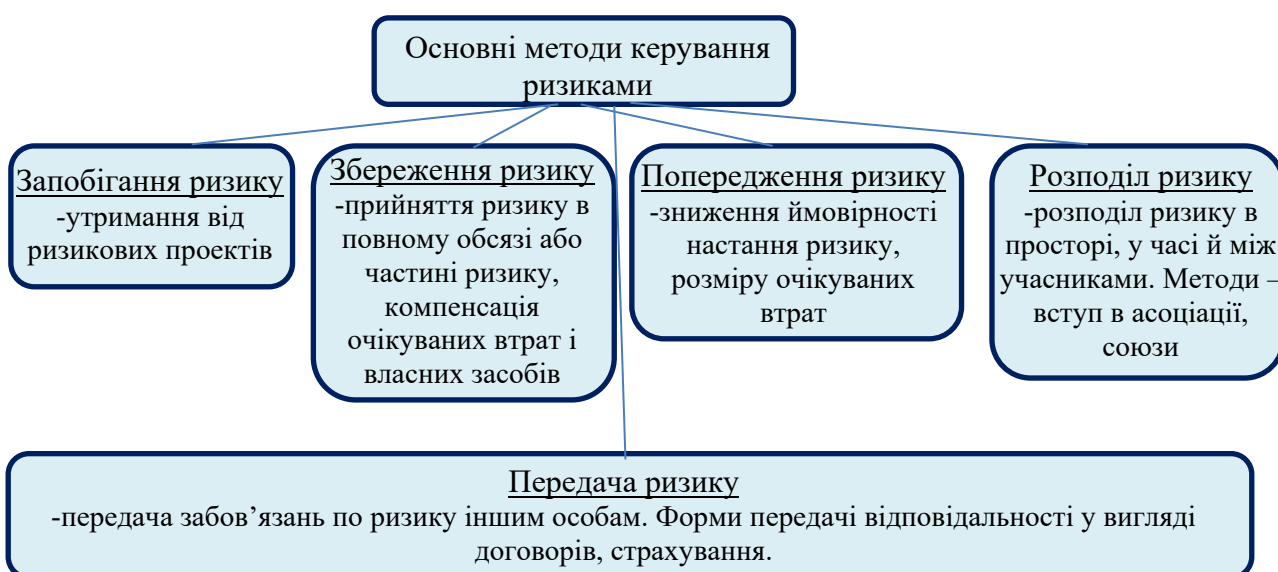 Основні методи керування
ризиками
Запобігання ризику
-утримання від
ризикових проектів
Збереження ризику
-прийняття ризику в
повному обсязі або
частині ризику,
компенсація
очікуваних втрат і
власних засобів
Попередження ризику
-зниження ймовірності
настання ризику,
розміру очікуваних
втрат
Розподіл ризику
-розподіл ризику в
просторі, у часі й між
учасниками. Методи –
вступ в асоціації,
союзи
Передача ризику
-передача забов’язань по ризику іншим особам. Форми передачі відповідальності у вигляді
договорів, страхування.